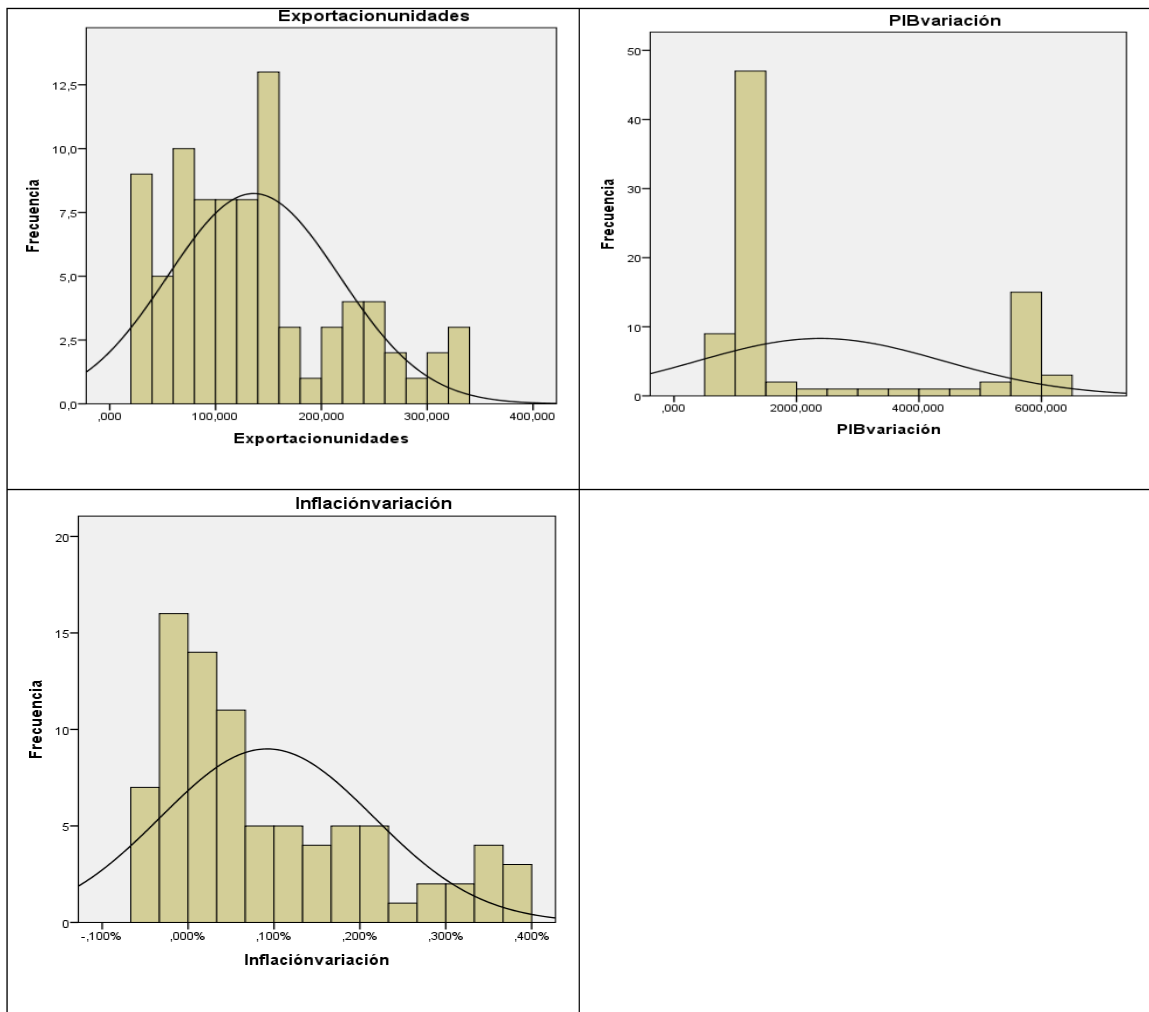 Exportacionunidades
12,5
10,0
7,5
5,0
2,5
0,0
Frecuencia
,000 100,000 200,000 300,000 400,000
Exportacionunidades
PIBvariación
50
40
30
20
10
0
Frecuencia
,000 2000,000 4000,000 6000,000
PIBvariación
Inflaciónvariación
20
15
10
5
0
Frecuencia
-,100% ,000% ,100% ,200% ,300% ,400%
Inflaciónvariación